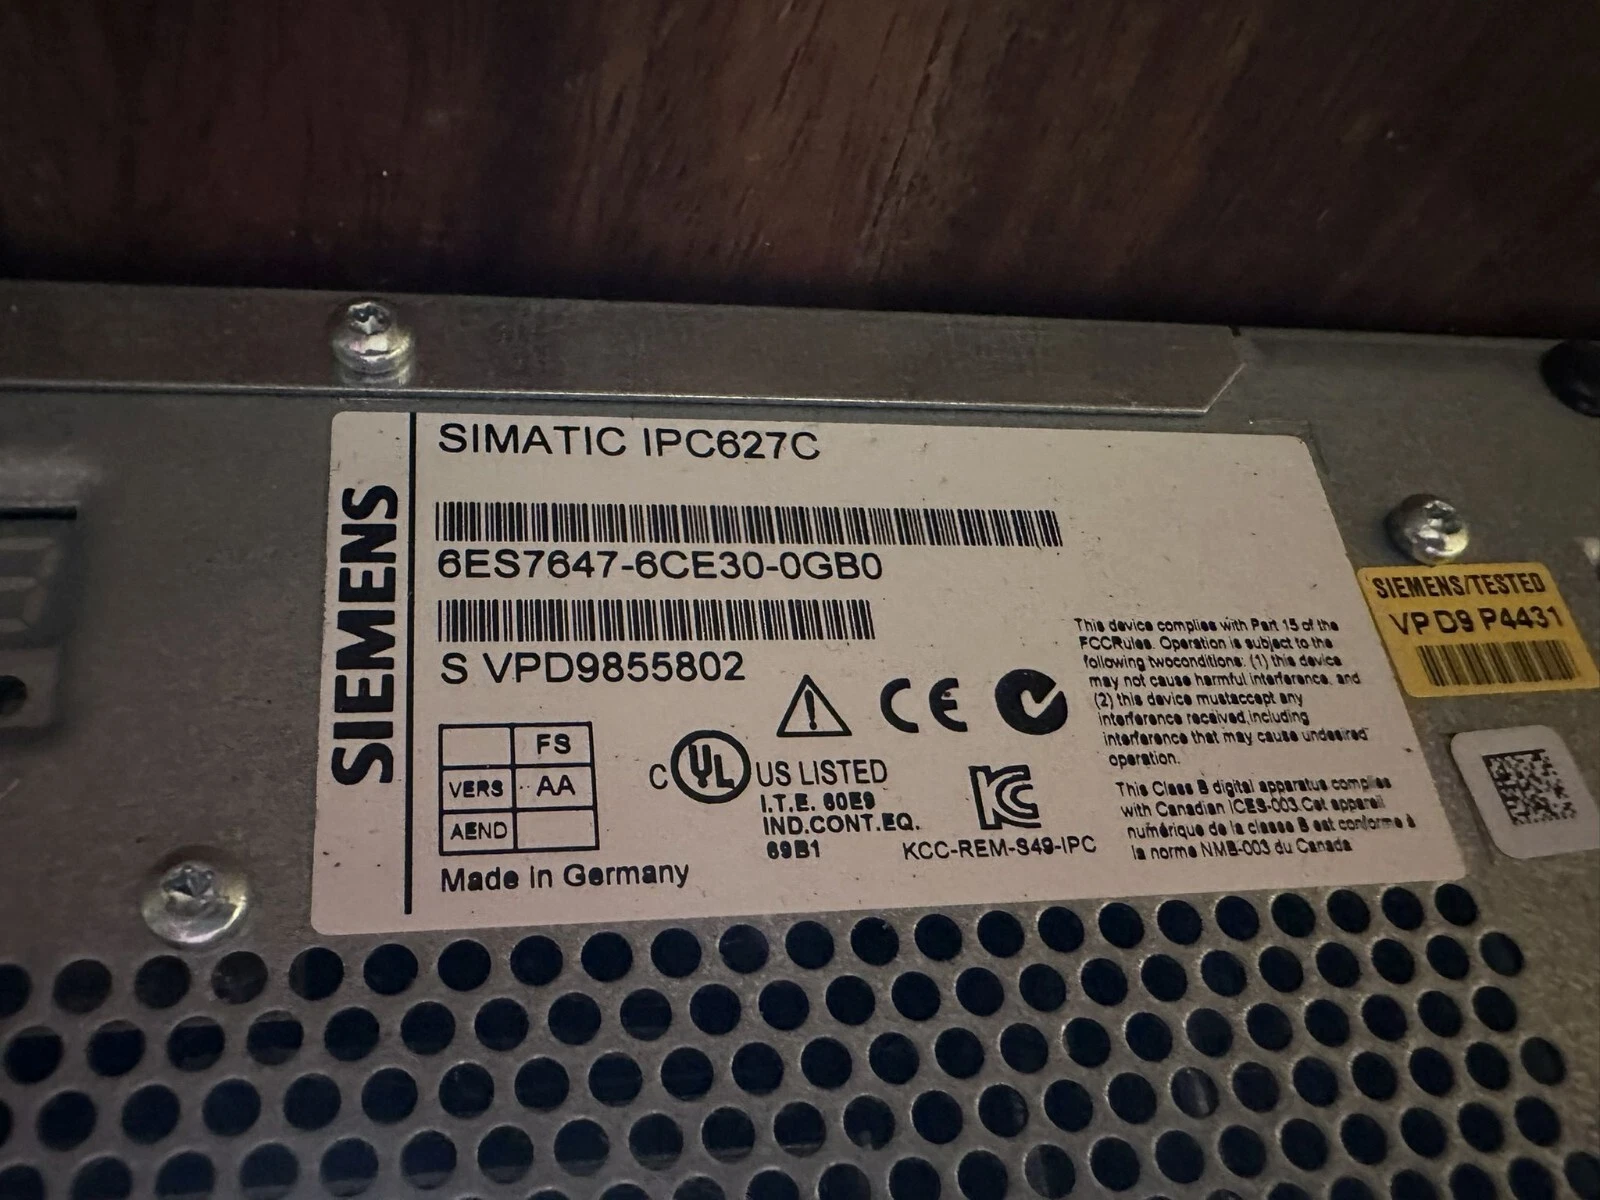 SIEMENS
SIMATIC IPC627C
6ES7647-6CE30-0GB0
S VPD9855802
FS
VERS AA
AEND
Made in Germany
C UL US LISTED
I.T.E. 60E9
IND.CONT.EQ.
69B1
CE
KCC-REM-S49-IPC
This device complies with Part 15 of the
FCCRules. Operation is subject to the
following twoconditions: (1) this device
may not cause harmful interference, and
(2) this device mustaccept any
interference received,including
interference that may cause undesired
operation.
This Class B digital apparatus complies
with Canadian ICES-003.Cet appareil
numérique de la classe B est conforme à
la norme NMB-003 du Canada
SIEMENS/TESTED
VP D9 P4431